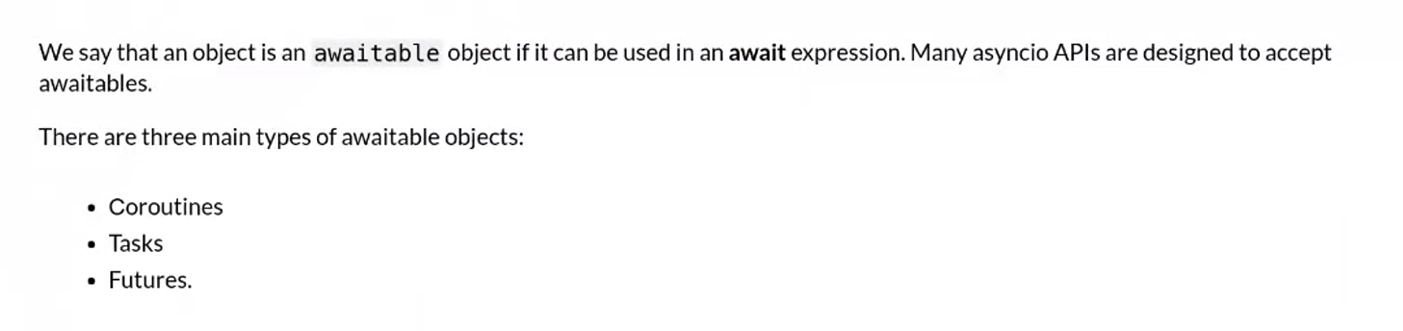 We say that an object is an awaitable object if it can be used in an await expression. Many asyncio APIs are designed to accept
awaitables.
There are three main types of awaitable objects:
• Coroutines
• Tasks
• Futures.